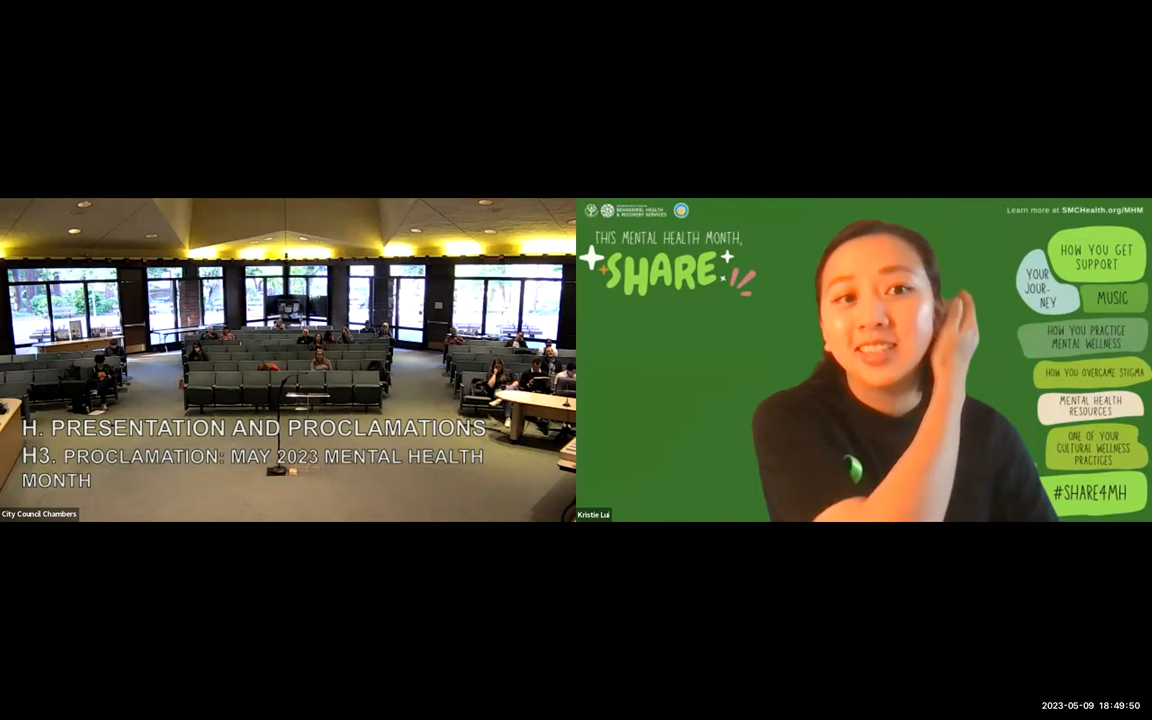 H. PRESENTATION AND PROCLAMATIONS
H3. PROCLAMATION: MAY 2023 MENTAL HEALTH
MONTH
City Council Chambers
BEHAVIORAL HEALTH
& RECOVERY SERVICES
Learn more at SMCHealth.org/MHM
THIS MENTAL HEALTH MONTH,
SHARE
HOW YOU GET
SUPPORT
YOUR
JOUR-
NEY
MUSIC
HOW YOU PRACTICE
MENTAL WELLNESS
HOW YOU OVERCAME STIGMA
MENTAL HEALTH
RESOURCES
ONE OF YOUR
CULTURAL WELLNESS
PRACTICES
#SHARE4MH
Kristie Lui
2023-05-09 18:49:50